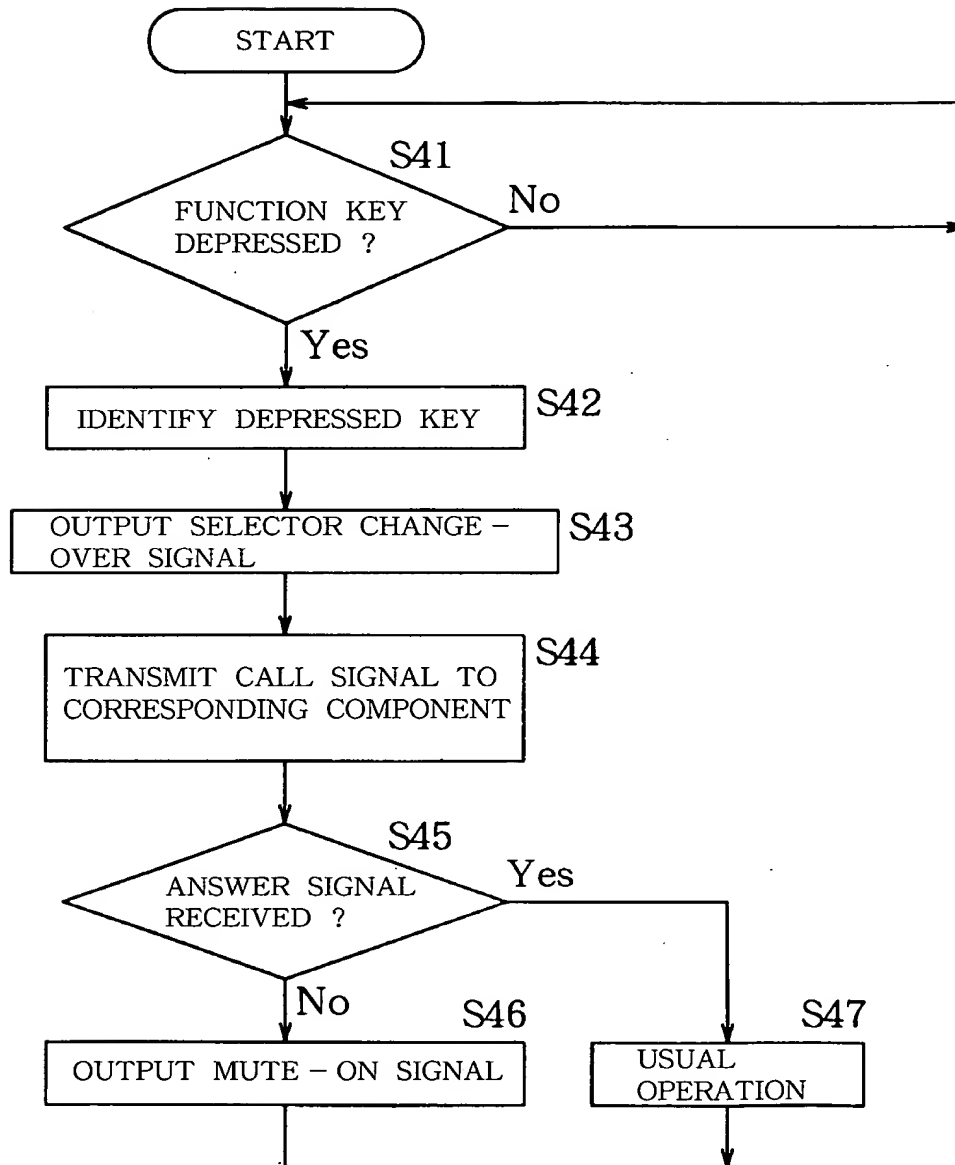 START
S41
FUNCTION KEY
DEPRESSED ?
No
Yes
IDENTIFY DEPRESSED KEY
S42
OUTPUT SELECTOR CHANGE-
OVER SIGNAL
S43
TRANSMIT CALL SIGNAL TO
CORRESPONDING COMPONENT
S44
S45
ANSWER SIGNAL
RECEIVED ?
Yes
No
S46
OUTPUT MUTE-ON SIGNAL
S47
USUAL
OPERATION